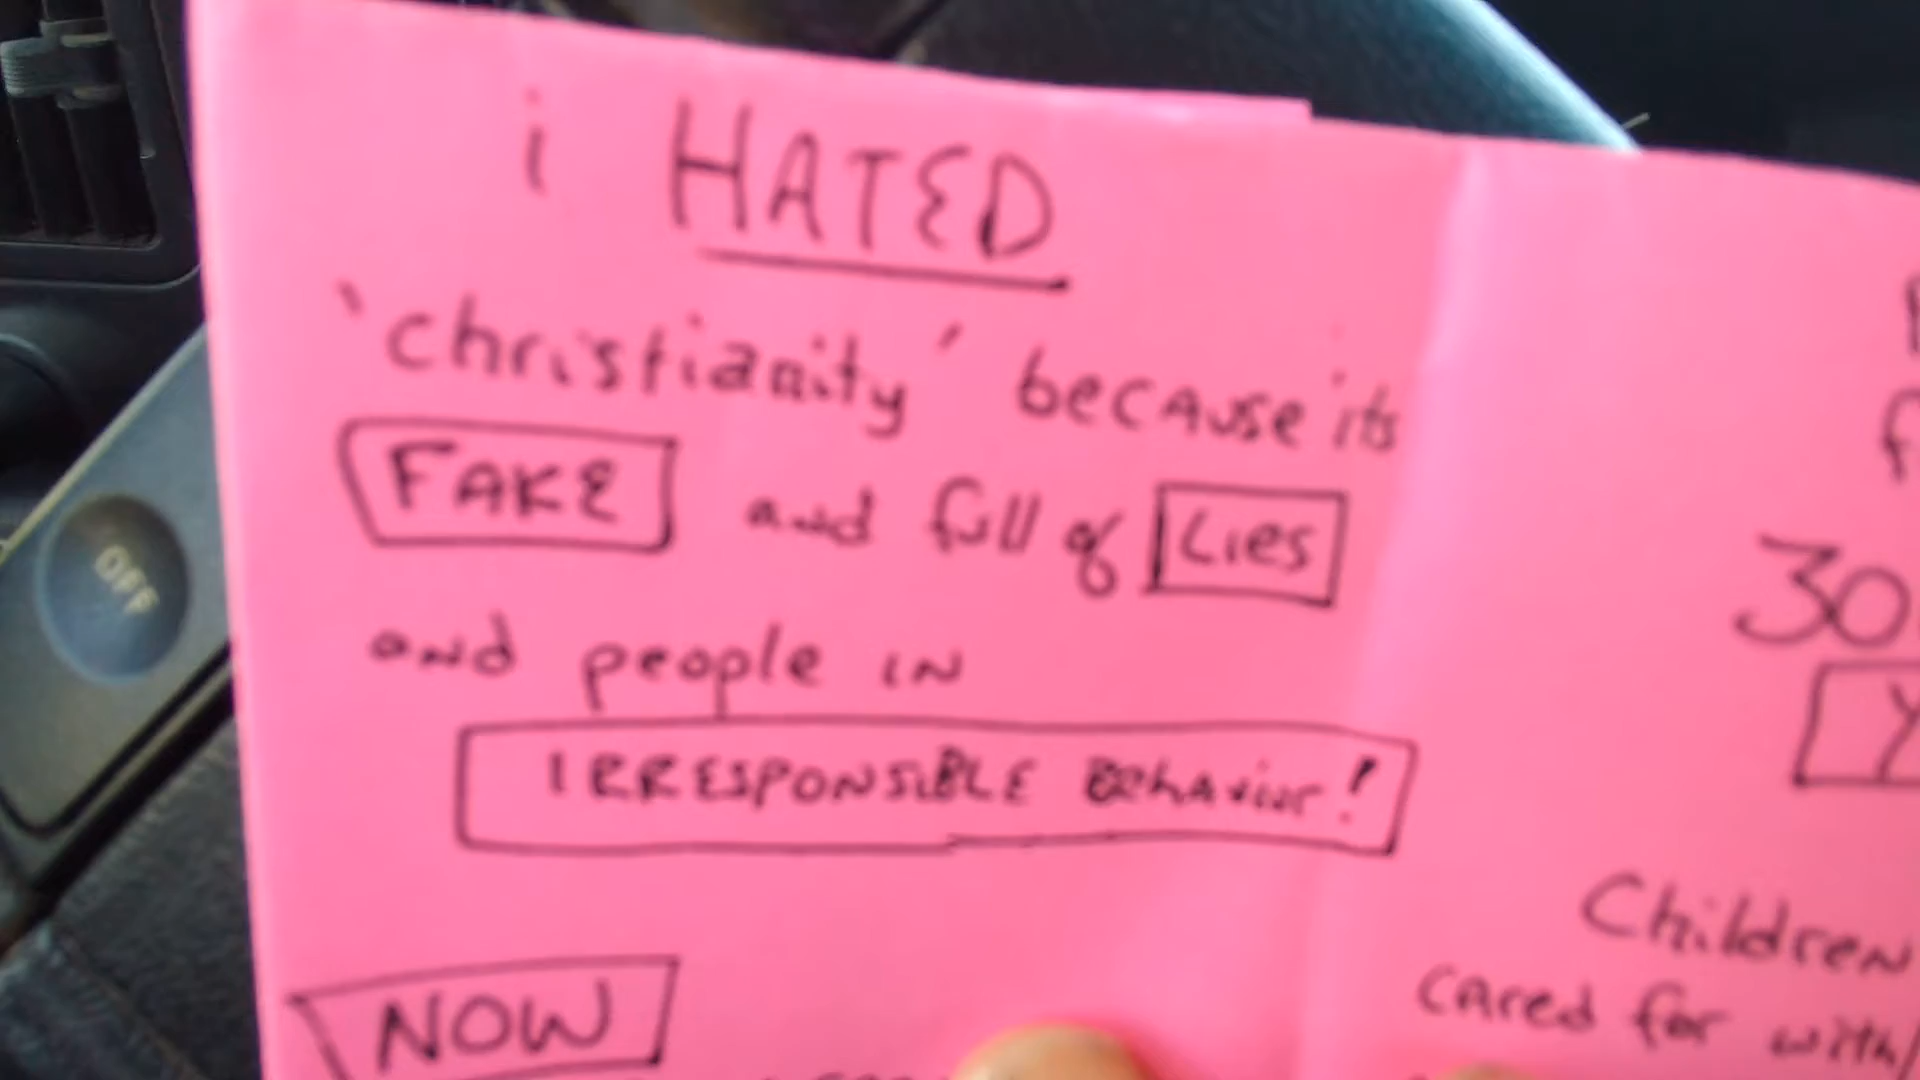 i HATED
'christianity' because its
FAKE and full of Lies
and people in
IRRESPONSIBLE BEhAvior!
NOW
30
Y
Children
cared for with
OFF